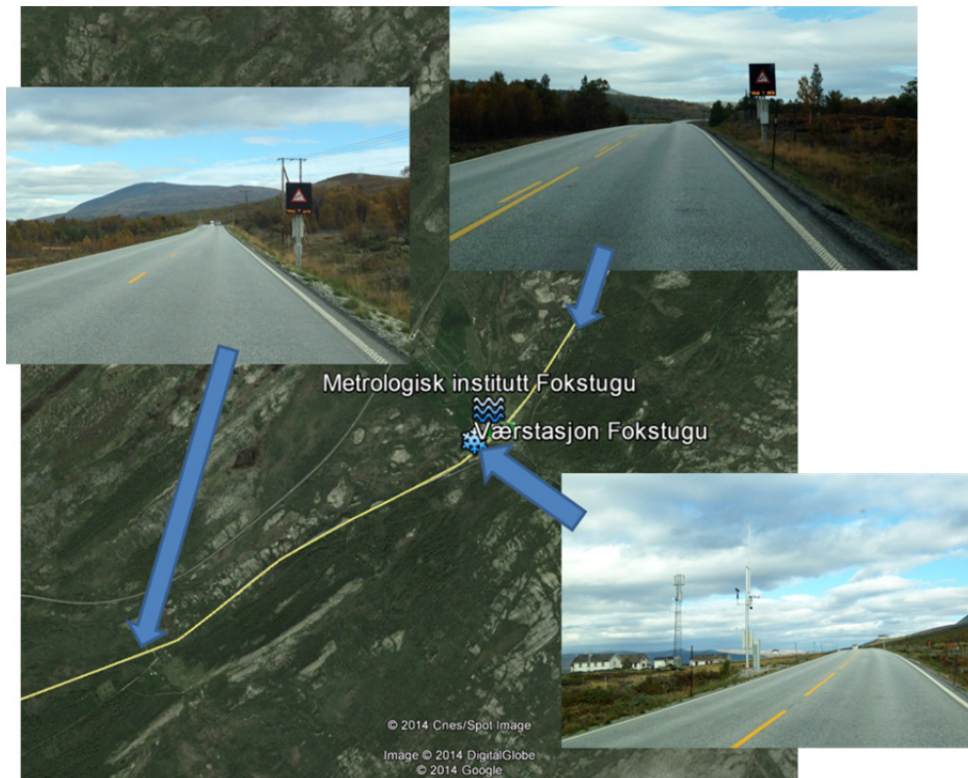 Metrologisk institutt Fokstugu
Værstasjon Fokstugu
© 2014 Cnes/Spot Image
Image © 2014 DigitalGlobe
© 2014 Google